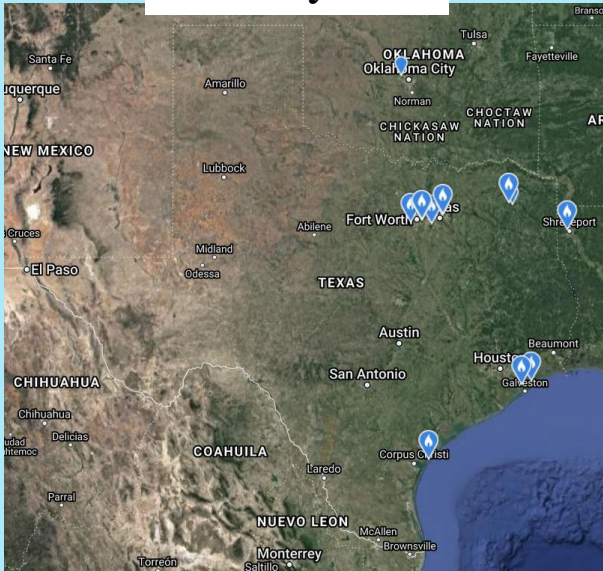 Branso
Tulsa
Santa Fe
OKLAHOMA
Fayetteville
Oklahoma City
uquerque
Amarillo
Norman
CHOCTAW
NATION
AR
CHICKASAW
NATION
NEW MEXICO
Lubbock
Fort Worth
as
Abilene
Shreveport
s Cruces
Midland
El Paso
Odessa
TEXAS
Austin
Beaumont
Houston
San Antonio
Galveston
CHIHUAHUA
Chihuahua
udad
uhtemoc
Delicias
COAHUILA
Corpus Christi
Laredo
Parral
NUEVO LEON
McAllen
Brownsville
Monterrey
Torreón
Saltillo